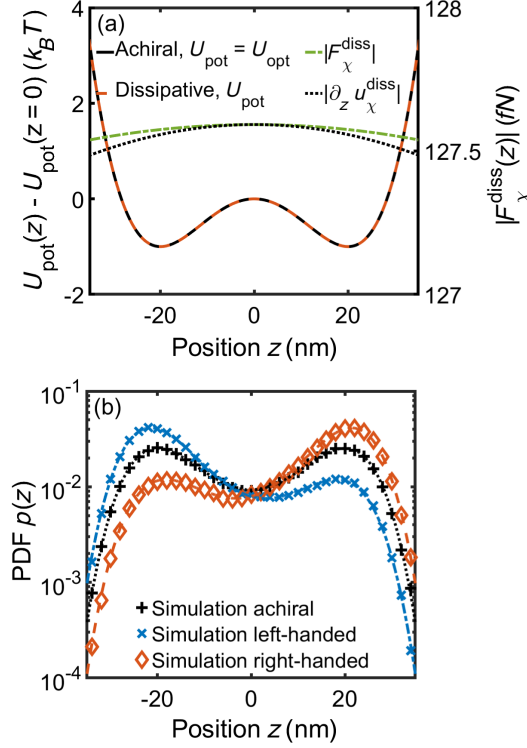 (a)
Achiral, U_pot = U_opt
|F_χ^diss|
Dissipative, U_pot
|∂_z u_χ^diss|
U_pot(z) - U_pot(z=0) (k_BT)
4
2
0
-2
128
127.5
127
|F_χ^diss(z)| (fN)
-20
0
20
Position z (nm)
(b)
PDF p(z)
10^-1
10^-2
10^-3
10^-4
Simulation achiral
Simulation left-handed
Simulation right-handed
-20
0
20
Position z (nm)